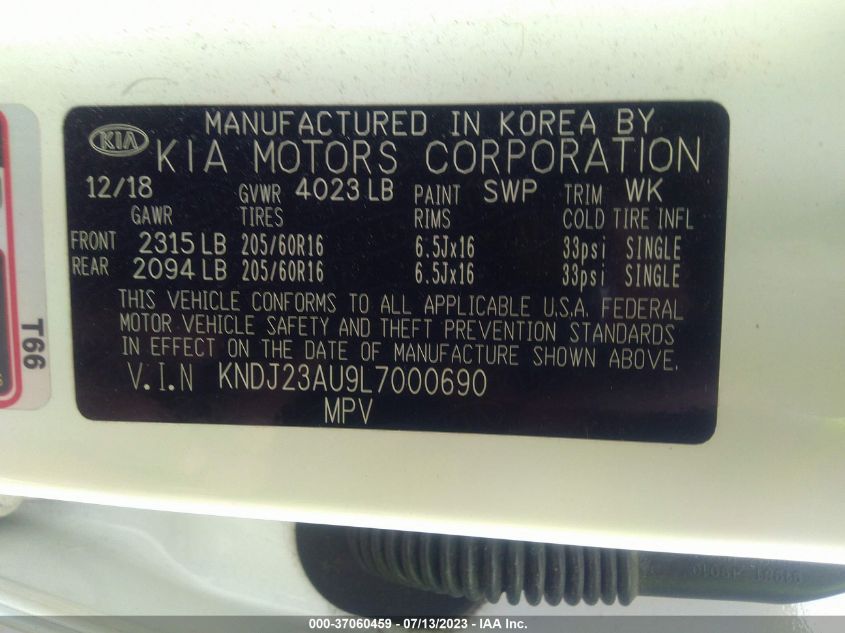 MANUFACTURED IN KOREA BY
KIA
KIA MOTORS CORPORATION
12/18 GVWR 4023 LB PAINT SWP TRIM WK
GAWR TIRES RIMS COLD TIRE INFL
FRONT 2315 LB 205/60R16 6.5Jx16 33psi SINGLE
REAR 2094 LB 205/60R16 6.5Jx16 33psi SINGLE
THIS VEHICLE CONFORMS TO ALL APPLICABLE U.S.A. FEDERAL
MOTOR VEHICLE SAFETY AND THEFT PREVENTION STANDARDS
IN EFFECT ON THE DATE OF MANUFACTURE SHOWN ABOVE.
V.I.N KNDJ23AU9L7000690
MPV
T66
000-37060459 - 07/13/2023 - IAA Inc.